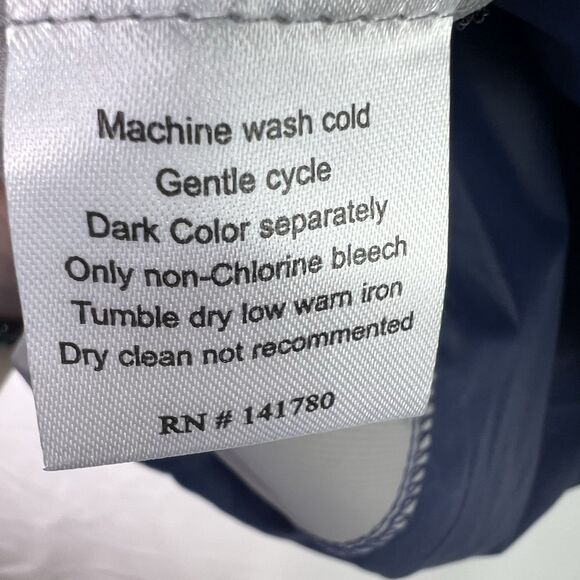 Machine wash cold
Gentle cycle
Dark Color separately
Only non-Chlorine bleech
Tumble dry low warn iron
Dry clean not recommented
RN # 141780